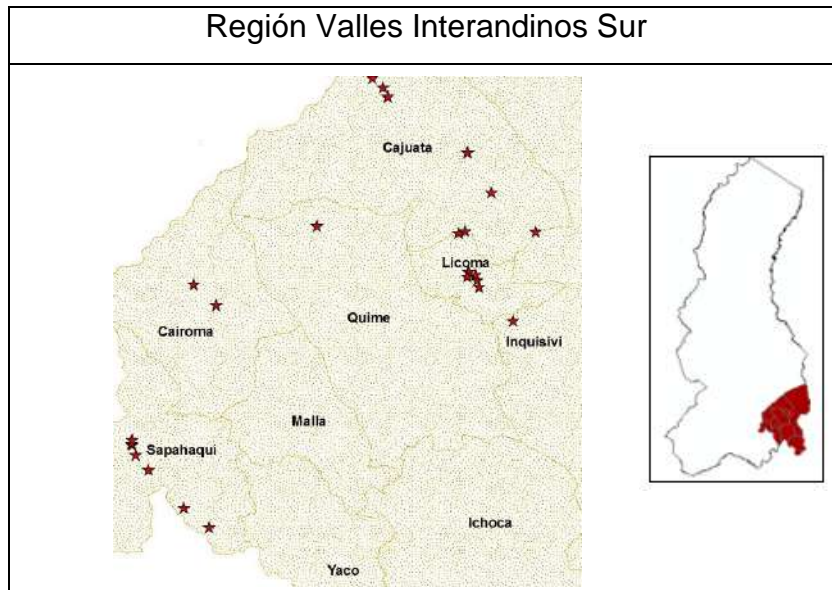 Región Valles Interandinos Sur
Cajuata
Licoma
Quime
Inquisivi
Cairoma
Malla
Sapahaqui
Ichoca
Yaco